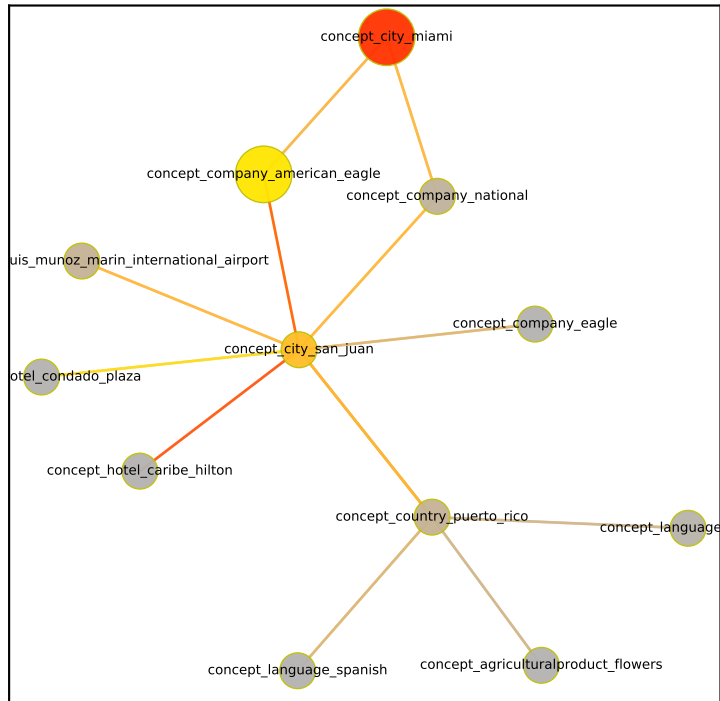 concept_city_miami
concept_company_american_eagle
concept_company_national
uis_munoz_marin_international_airport
concept_company_eagle
concept_city_san_juan
otel_condado_plaza
concept_hotel_caribe_hilton
concept_country_puerto_rico
concept_language
concept_language_spanish
concept_agriculturalproduct_flowers